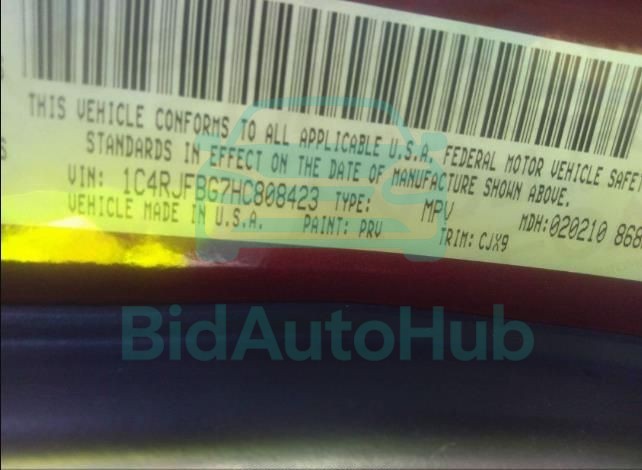 THIS VEHICLE CONFORMS TO ALL APPLICABLE U.S.A. FEDERAL MOTOR VEHICLE SAFET
STANDARDS IN EFFECT ON THE DATE OF MANUFACTURE SHOWN ABOVE.
VIN: 1C4RJFBG7HC808423 TYPE: MPV MDH:020210 868
VEHICLE MADE IN U.S.A. PAINT: PRV TRIM: CJX9
BidAutoHub